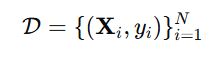 𝒟 = {(𝐗ᵢ, yᵢ)}ᵢ₌₁ᴺ